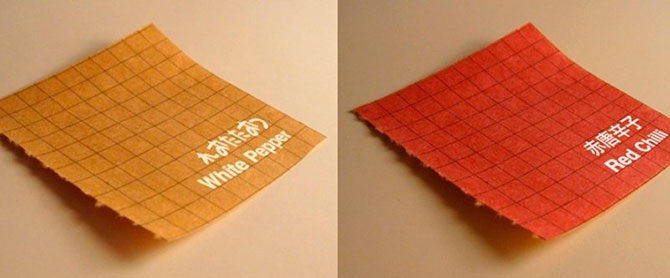 White Pepper
赤唐辛子
Red Chilli